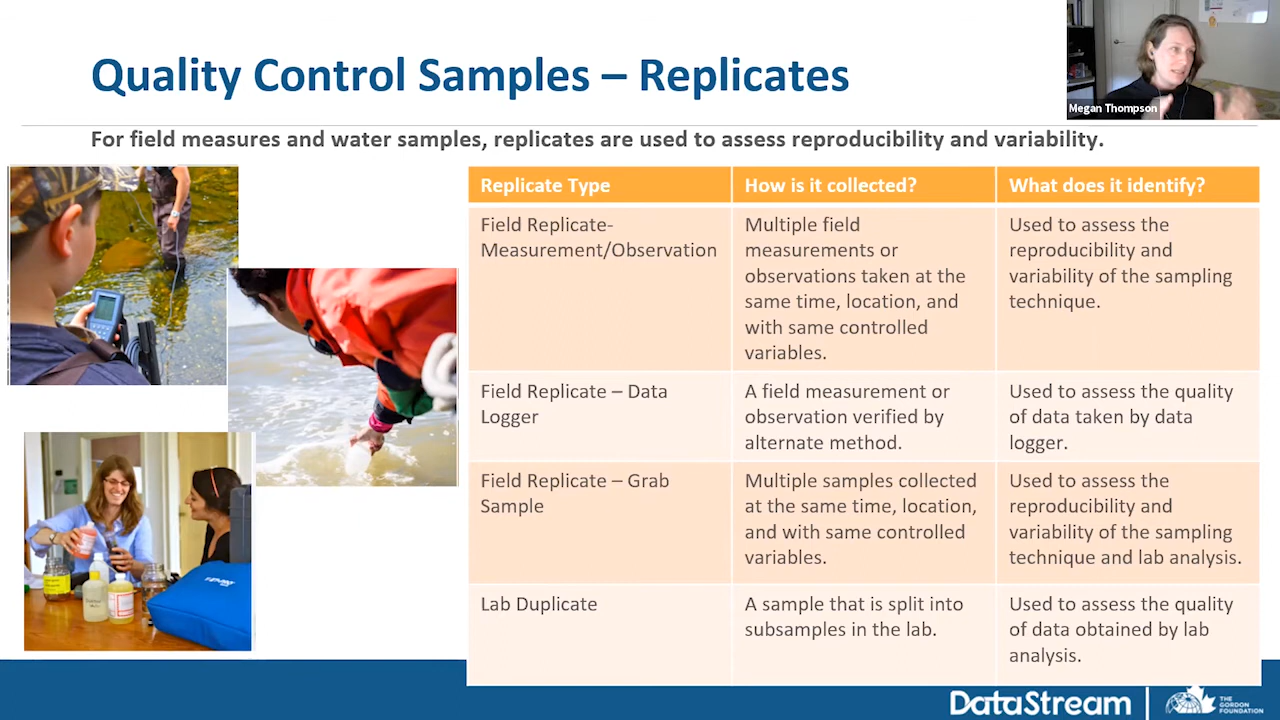 Quality Control Samples – Replicates
Megan Thompson
For field measures and water samples, replicates are used to assess reproducibility and variability.
Replicate Type
How is it collected?
What does it identify?
Field Replicate-
Measurement/Observation
Multiple field
measurements or
observations taken at the
same time, location, and
with same controlled
variables.
Used to assess the
reproducibility and
variability of the sampling
technique.
Field Replicate – Data
Logger
A field measurement or
observation verified by
alternate method.
Used to assess the quality
of data taken by data
logger.
Field Replicate – Grab
Sample
Multiple samples collected
at the same time, location,
and with same controlled
variables.
Used to assess the
reproducibility and
variability of the sampling
technique and lab analysis.
Lab Duplicate
A sample that is split into
subsamples in the lab.
Used to assess the quality
of data obtained by lab
analysis.
DataStream
THE
GORDON
FOUNDATION